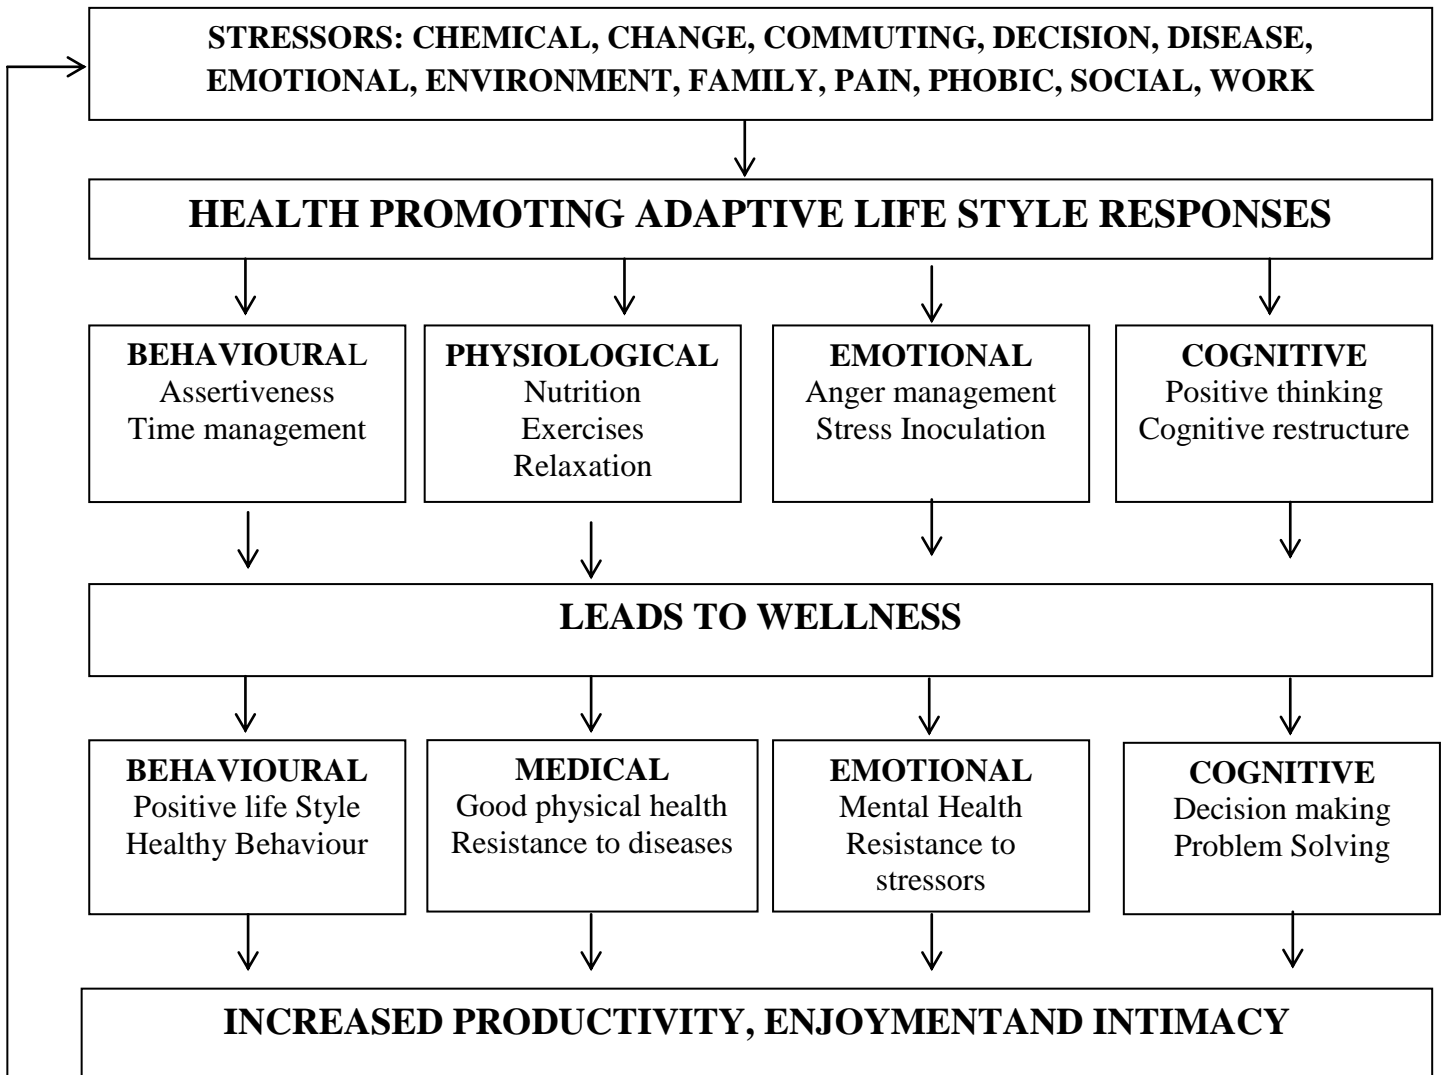 STRESSORS: CHEMICAL, CHANGE, COMMUTING, DECISION, DISEASE,
EMOTIONAL, ENVIRONMENT, FAMILY, PAIN, PHOBIC, SOCIAL, WORK
HEALTH PROMOTING ADAPTIVE LIFE STYLE RESPONSES
BEHAVIOURAL
Assertiveness
Time management
PHYSIOLOGICAL
Nutrition
Exercises
Relaxation
EMOTIONAL
Anger management
Stress Inoculation
COGNITIVE
Positive thinking
Cognitive restructure
LEADS TO WELLNESS
BEHAVIOURAL
Positive life Style
Healthy Behaviour
MEDICAL
Good physical health
Resistance to diseases
EMOTIONAL
Mental Health
Resistance to
stressors
COGNITIVE
Decision making
Problem Solving
INCREASED PRODUCTIVITY, ENJOYMENTAND INTIMACY